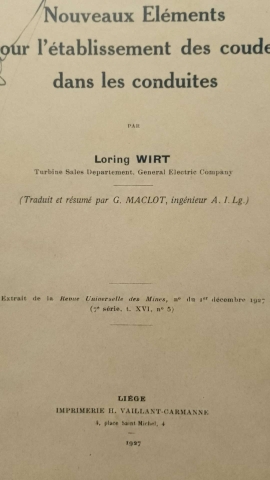 Nouveaux Eléments
our l'établissement des coude
dans les conduites
PAR
Loring WIRT
Turbine Sales Departement, General Electric Company
(Traduit et résumé par G. MACLOT, ingénieur A. I. Lg.)
Extrait de la Revue Universelle des Mines, nº du 1er décembre 1927
(7e série, t. XVI, nº 5)
LIÉGE
IMPRIMERIE H. VAILLANT-CARMANNE
4, place Saint Michel, 4
1927